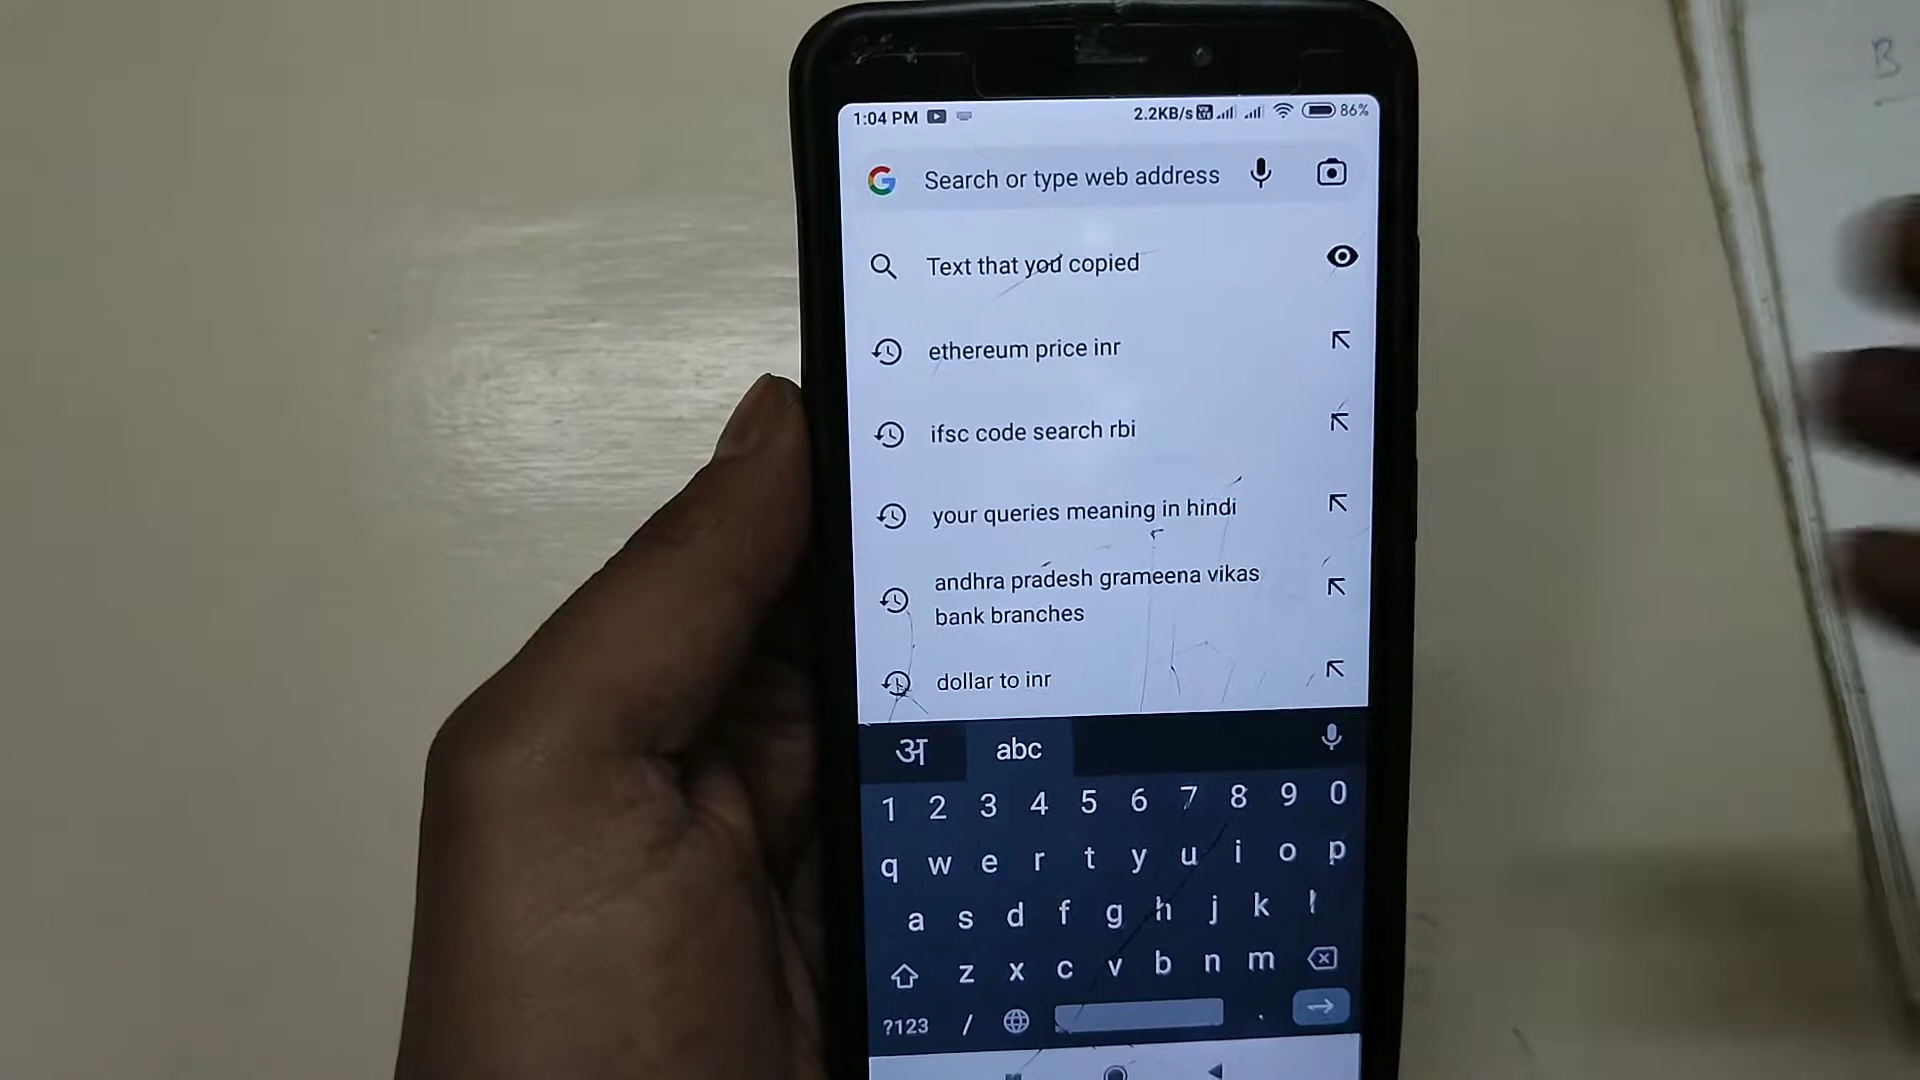 B
1:04 PM 2.2KB/s 86%
Search or type web address
Text that you copied
ethereum price inr
ifsc code search rbi
your queries meaning in hindi
andhra pradesh grameena vikas
bank branches
dollar to inr
अ abc
1 2 3 4 5 6 7 8 9 0
q w e r t y u i o p
a s d f g h j k l
z x c v b n m
?123 / .